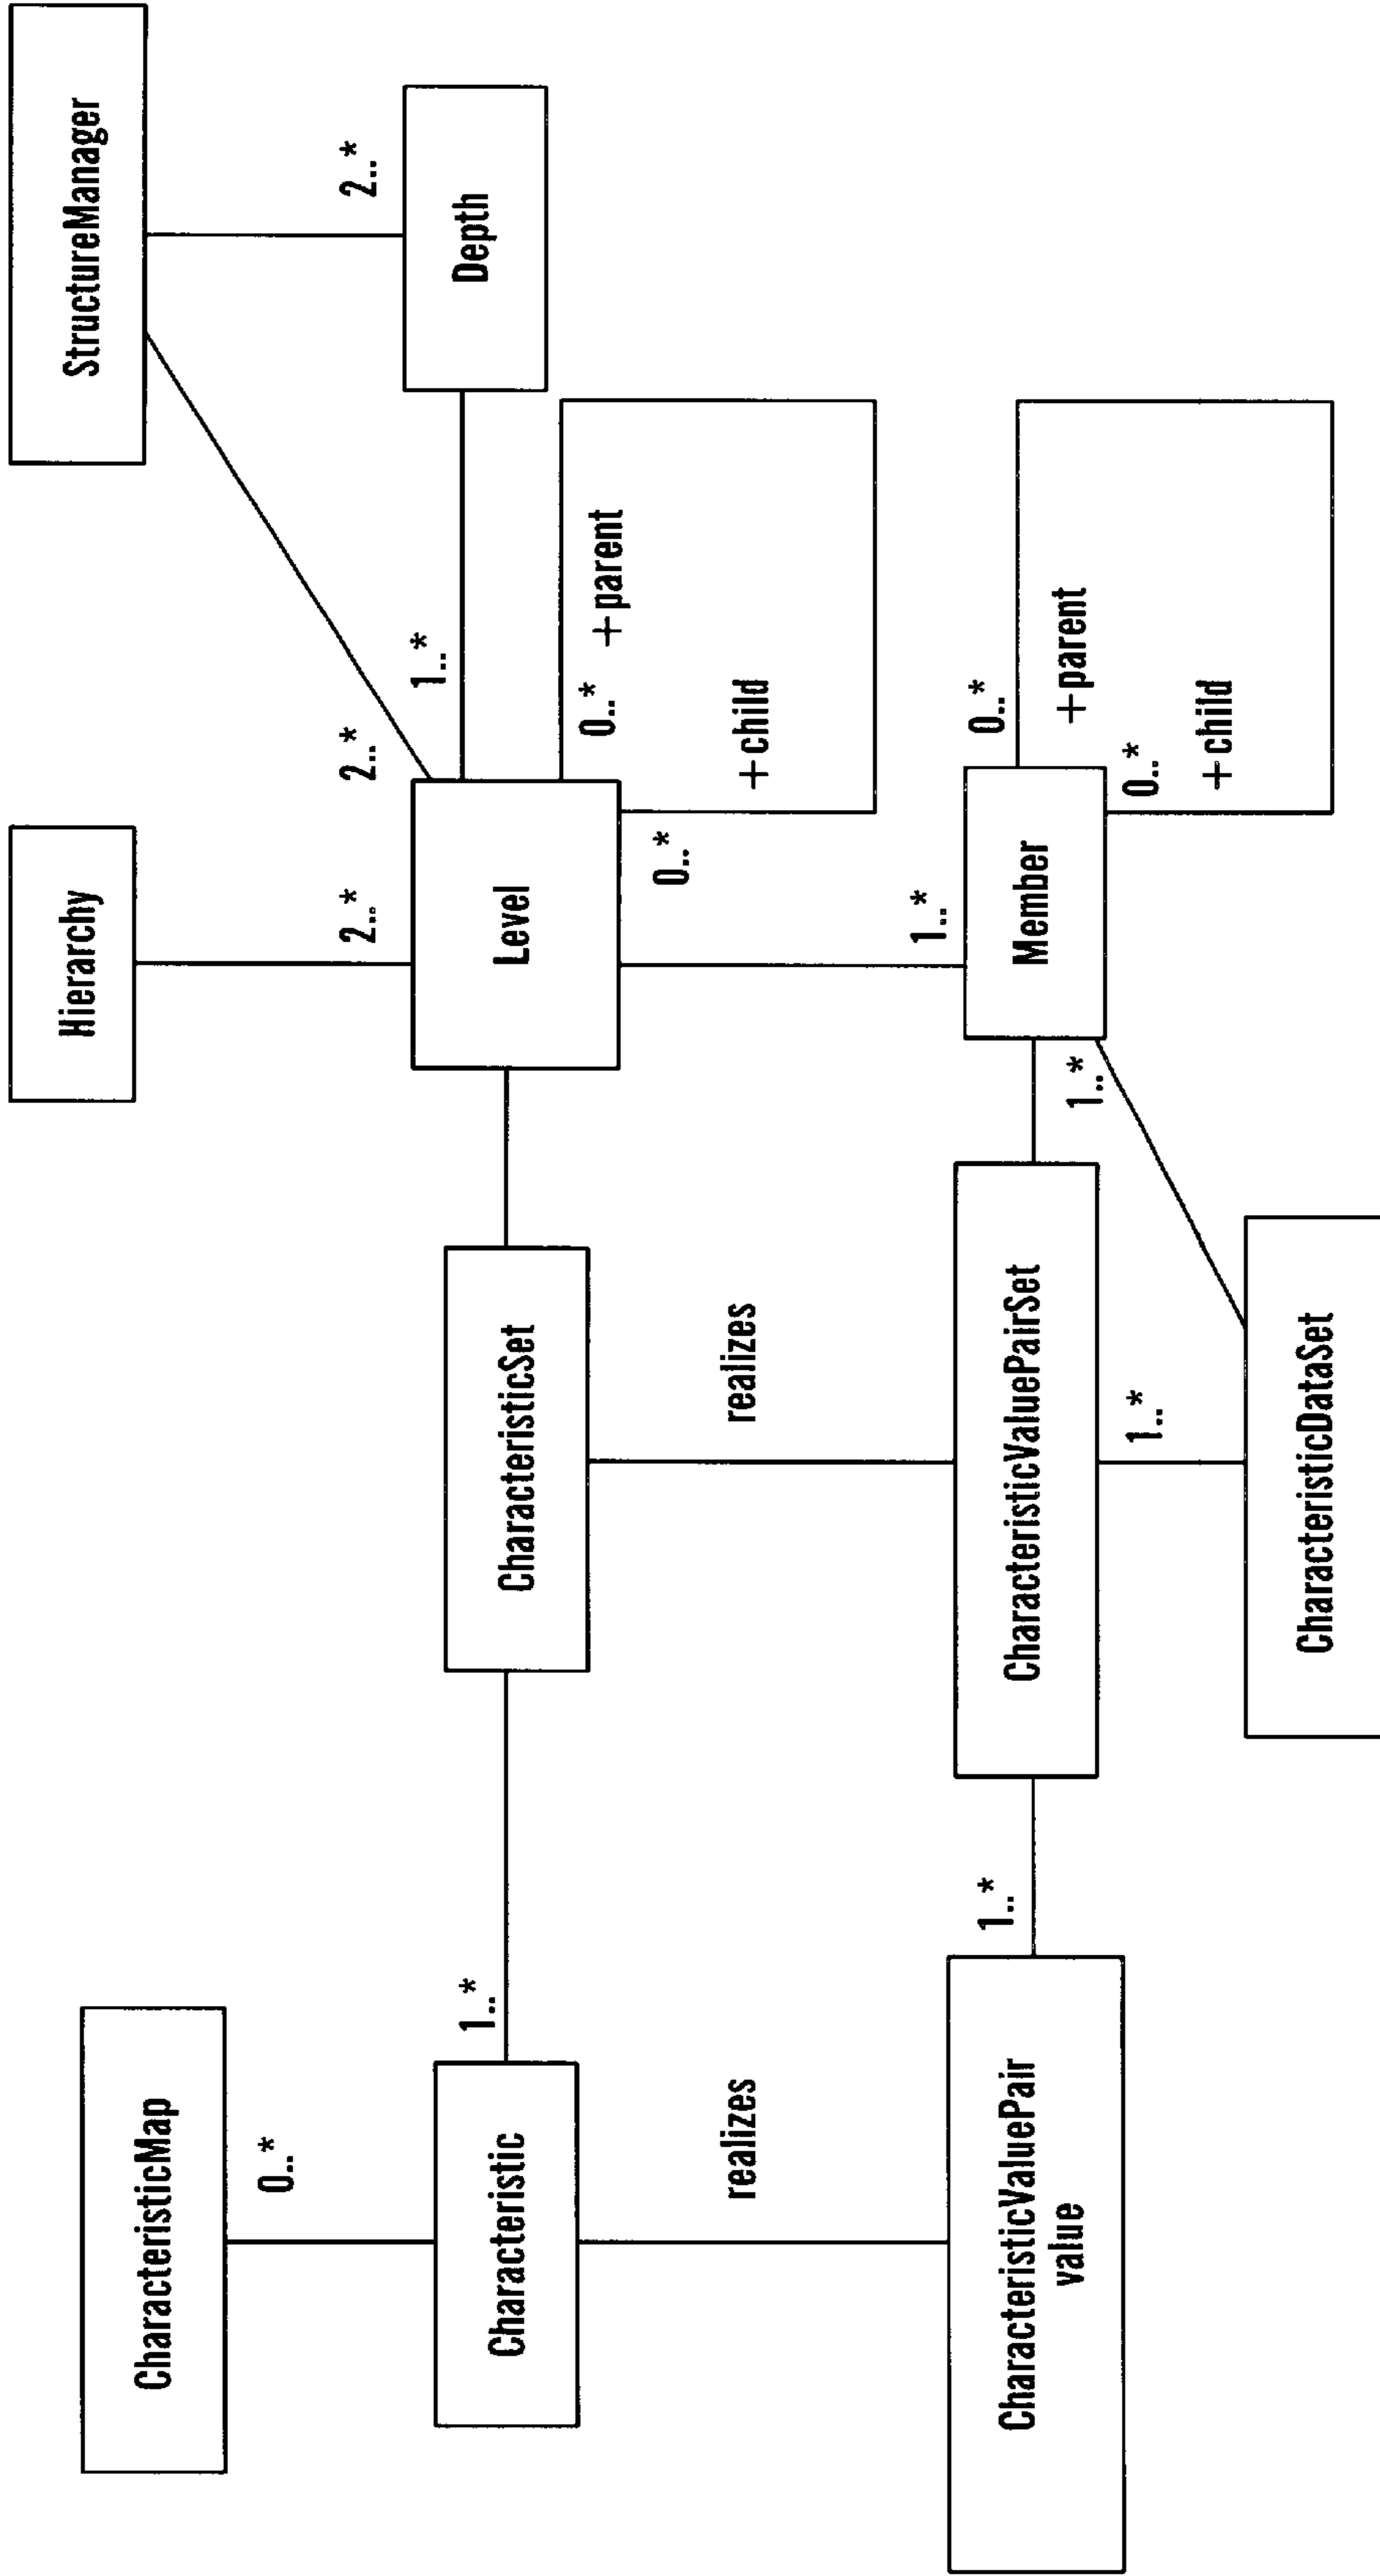 CharacteristicMap
0..*
Hierarchy
StructureManager
2..*
2..*
2..*
Characteristic
1..*
CharacteristicSet
Level
1..*
Depth
0..*
+parent
0..*
+child
realizes
realizes
1..*
0..*
CharacteristicValuePair
value
1..*
CharacteristicValuePairSet
Member
+parent
1..*
0..*
+child
1..*
CharacteristicDataSet